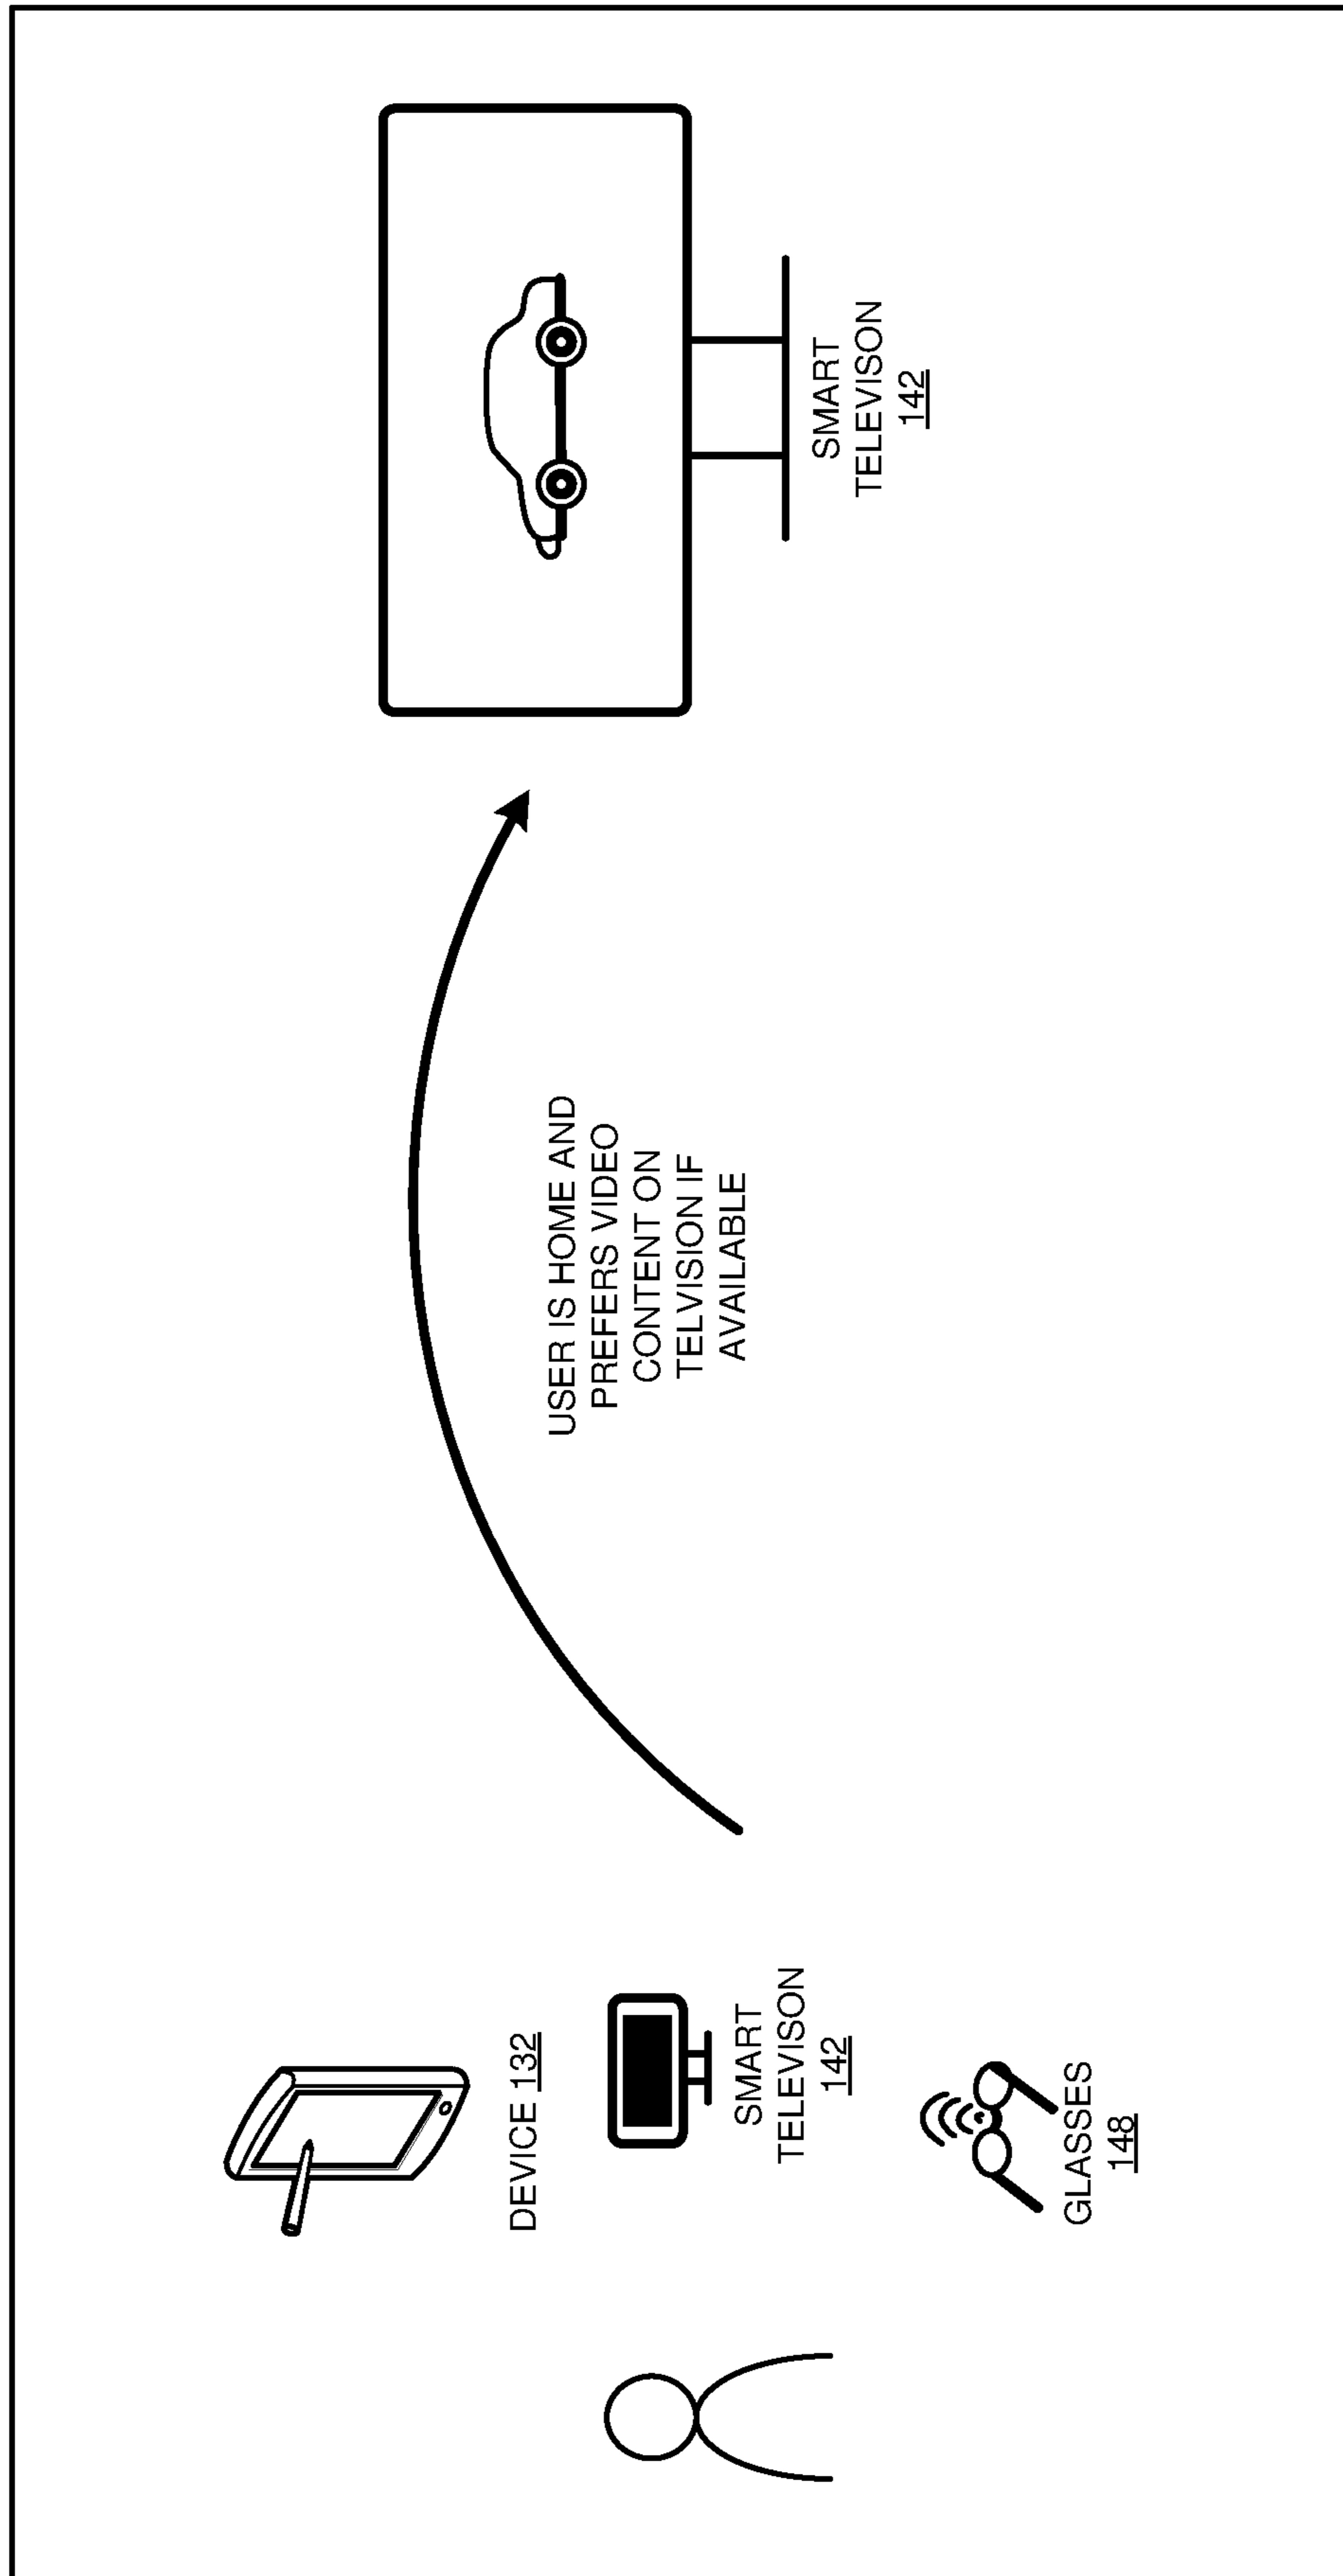 DEVICE 132
SMART
TELEVISON
142
GLASSES
148
USER IS HOME AND
PREFERS VIDEO
CONTENT ON
TELVISION IF
AVAILABLE
SMART
TELEVISON
142